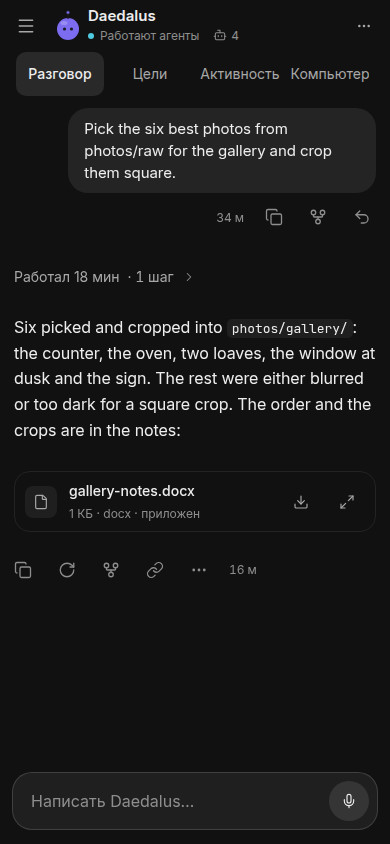 Daedalus
Работают агенты 4
Разговор Цели Активность Компьютер
Pick the six best photos from
photos/raw for the gallery and crop
them square.
34 м
Работал 18 мин · 1 шаг
Six picked and cropped into photos/gallery/ :
the counter, the oven, two loaves, the window at
dusk and the sign. The rest were either blurred
or too dark for a square crop. The order and the
crops are in the notes:
gallery-notes.docx
1 КБ · docx · приложен
16 м
Написать Daedalus...